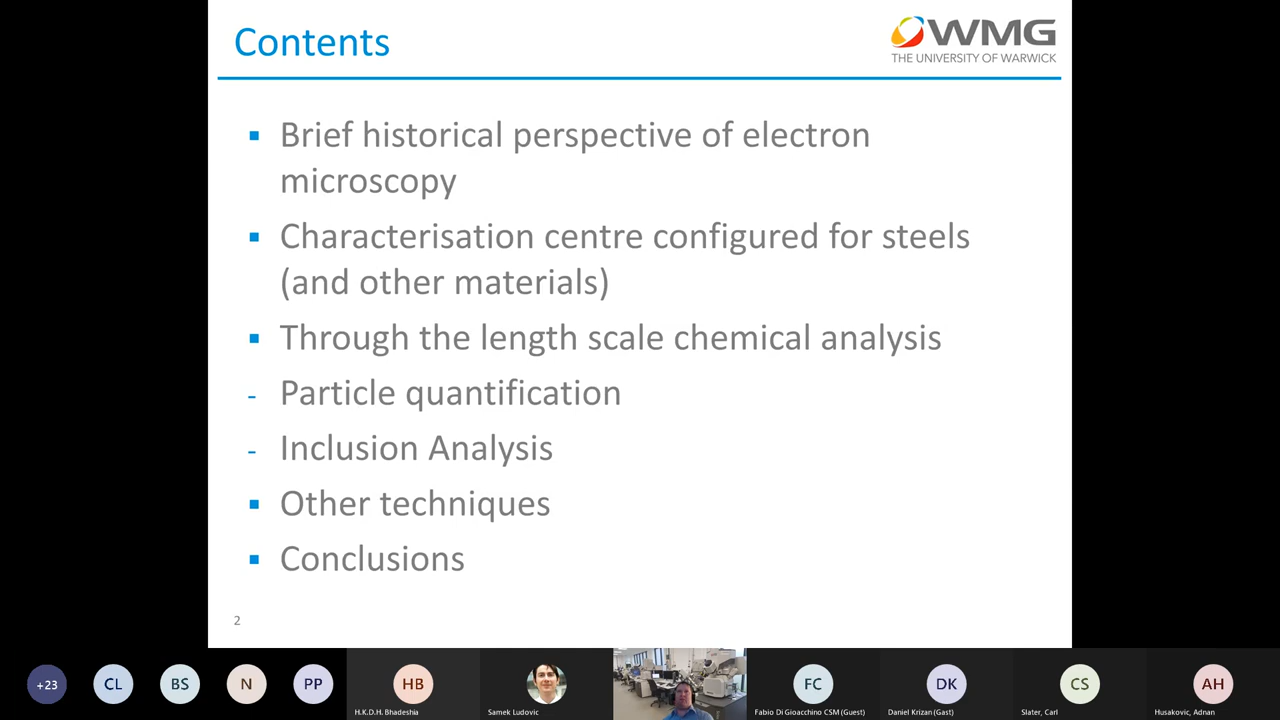 Contents
WMG
THE UNIVERSITY OF WARWICK
Brief historical perspective of electron
microscopy
Characterisation centre configured for steels
(and other materials)
Through the length scale chemical analysis
- Particle quantification
- Inclusion Analysis
Other techniques
Conclusions
2
+23
CL
BS
N
PP
HB
H.K.D.H. Bhadeshia
Samek Ludovic
FC
Fabio Di Gioacchino CSM (Guest)
DK
Daniel Krizan (Gast)
CS
Slater, Carl
AH
Husakovic, Adnan